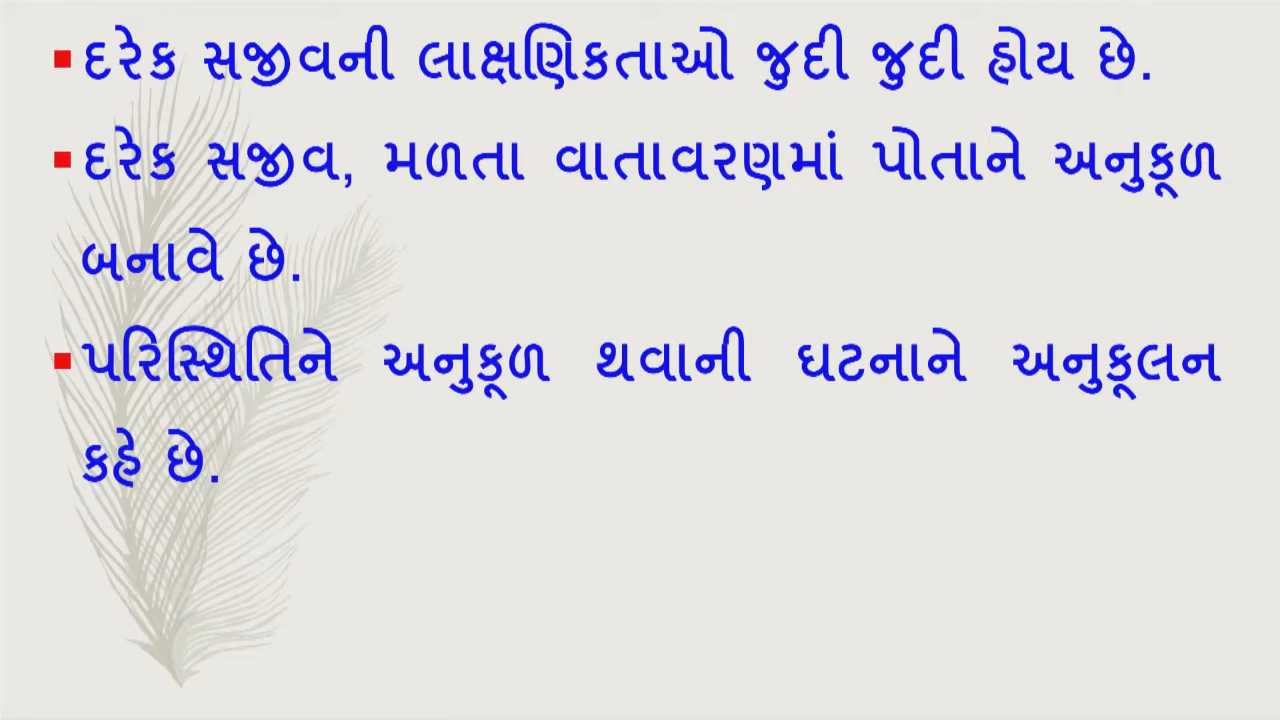 ▪દરેક સજીવની લાક્ષણિકતાઓ જુદી જુદી હોય છે.
▪દરેક સજીવ, મળતા વાતાવરણમાં પોતાને અનુકૂળ
બનાવે છે.
▪પરિસ્થિતિને અનુકૂળ થવાની ઘટનાને અનુકૂલન
કહે છે.